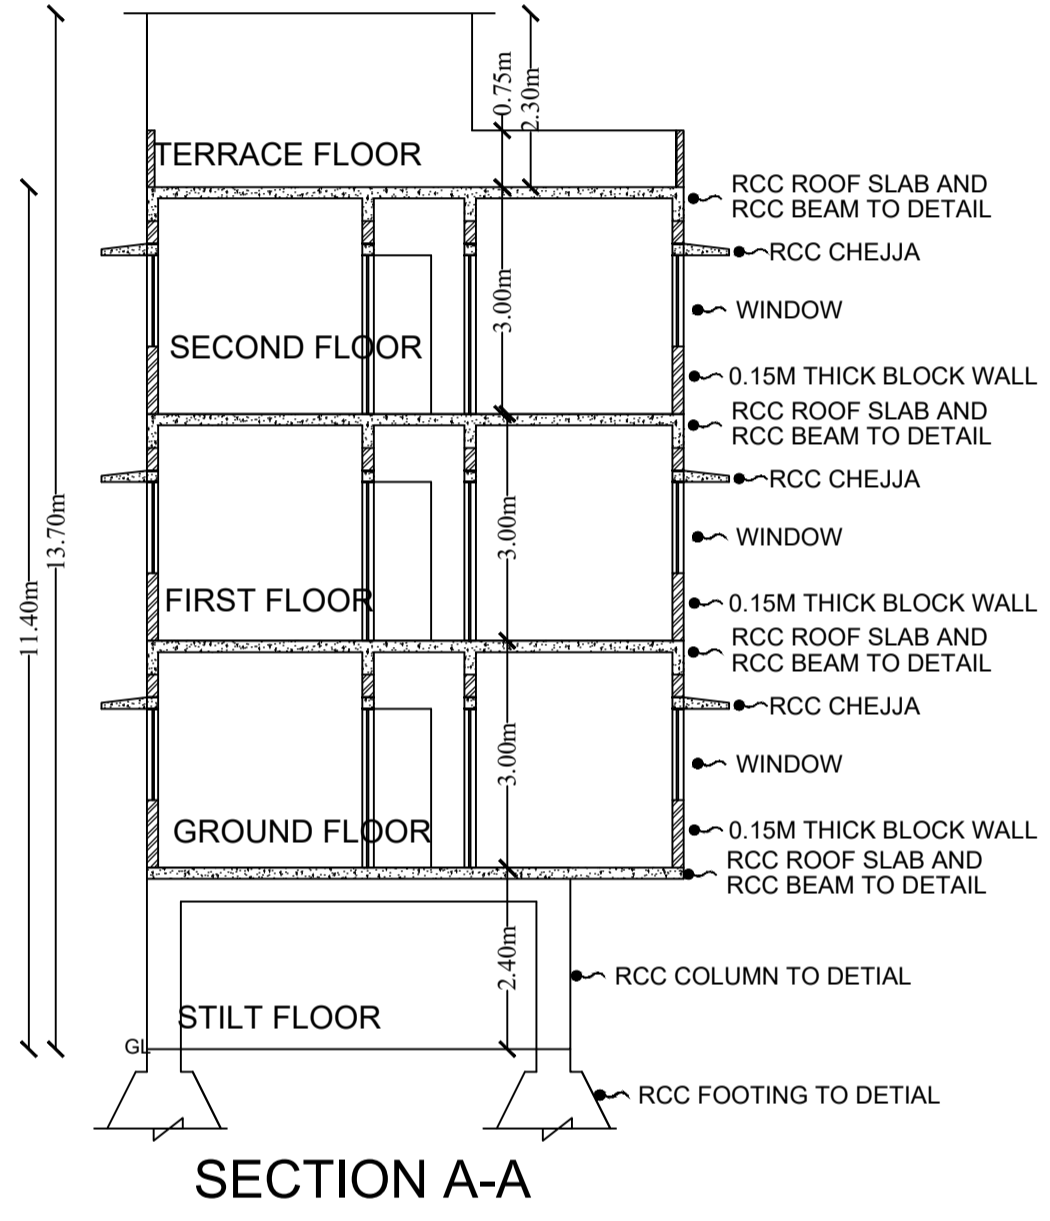 0.75m
2.30m
TERRACE FLOOR
RCC ROOF SLAB AND
RCC BEAM TO DETAIL
RCC CHEJJA
3.00m
WINDOW
SECOND FLOOR
0.15M THICK BLOCK WALL
RCC ROOF SLAB AND
RCC BEAM TO DETAIL
RCC CHEJJA
13.70m
3.00m
WINDOW
11.40m
FIRST FLOOR
0.15M THICK BLOCK WALL
RCC ROOF SLAB AND
RCC BEAM TO DETAIL
RCC CHEJJA
3.00m
WINDOW
GROUND FLOOR
0.15M THICK BLOCK WALL
RCC ROOF SLAB AND
RCC BEAM TO DETAIL
2.40m
RCC COLUMN TO DETIAL
STILT FLOOR
GL
RCC FOOTING TO DETIAL
SECTION A-A